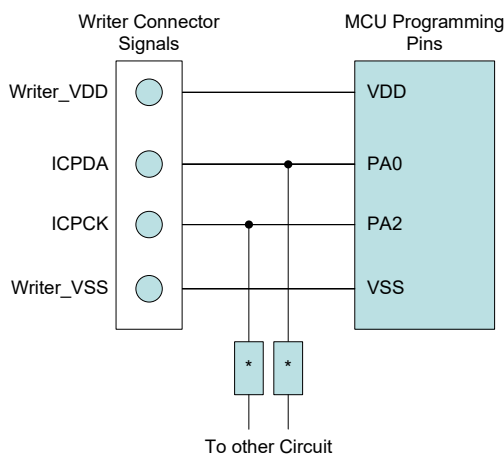 Writer Connector
Signals
MCU Programming
Pins
Writer_VDD
VDD
ICPDA
PA0
ICPCK
PA2
Writer_VSS
VSS
*
*
To other Circuit